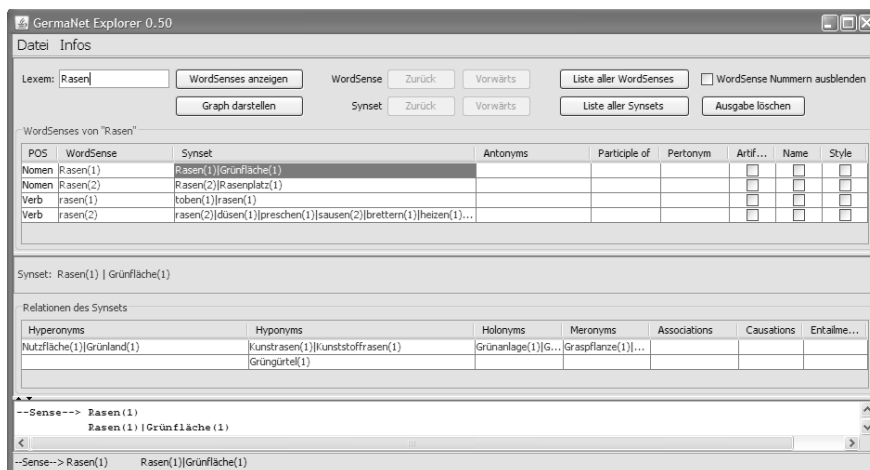 GermaNet Explorer 0.50
Datei Infos
Lexem: Rasen WordSenses anzeigen WordSense Zurück Vorwärts Liste aller WordSenses WordSense Nummern ausblenden
Graph darstellen Synset Zurück Vorwärts Liste aller Synsets Ausgabe löschen
WordSenses von "Rasen"
POS WordSense Synset Antonyms Participle of Pertonym Artif... Name Style
Nomen Rasen(1) Rasen(1)|Grünfläche(1)
Nomen Rasen(2) Rasen(2)|Rasenplatz(1)
Verb rasen(1) toben(1)|rasen(1)
Verb rasen(2) rasen(2)|düsen(1)|preschen(1)|sausen(2)|brettern(1)|heizen(1)...
Synset: Rasen(1) | Grünfläche(1)
Relationen des Synsets
Hyperonyms Hyponyms Holonyms Meronyms Associations Causations Entailme...
Nutzfläche(1)|Grünland(1) Kunstrasen(1)|Kunststoffrasen(1) Grünanlage(1)|G... Graspflanze(1)|...
Grüngürtel(1)
--Sense--> Rasen(1)
Rasen(1)|Grünfläche(1)
--Sense--> Rasen(1) Rasen(1)|Grünfläche(1)